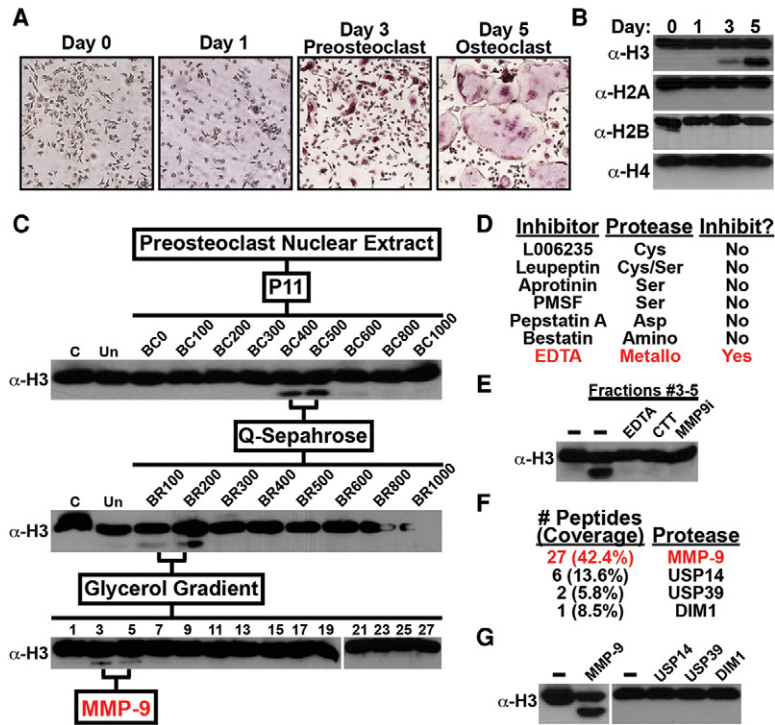 A
Day 0
Day 1
Day 3
Preosteoclast
Day 5
Osteoclast
B
Day: 0 1 3 5
α-H3
α-H2A
α-H2B
α-H4
C
Preosteoclast Nuclear Extract
P11
C Un BC0 BC100 BC200 BC300 BC400 BC500 BC600 BC800 BC1000
α-H3
Q-Sepahrose
C Un BR100 BR200 BR300 BR400 BR500 BR600 BR800 BR1000
α-H3
Glycerol Gradient
1 3 5 7 9 11 13 15 17 19 21 23 25 27
α-H3
MMP-9
D
Inhibitor Protease Inhibit?
L006235 Cys No
Leupeptin Cys/Ser No
Aprotinin Ser No
PMSF Ser No
Pepstatin A Asp No
Bestatin Amino No
EDTA Metallo Yes
E
Fractions #3-5
– – EDTA CTT MMP9i
α-H3
F
# Peptides
(Coverage) Protease
27 (42.4%) MMP-9
6 (13.6%) USP14
2 (5.8%) USP39
1 (8.5%) DIM1
G
– MMP-9 – USP14 USP39 DIM1
α-H3